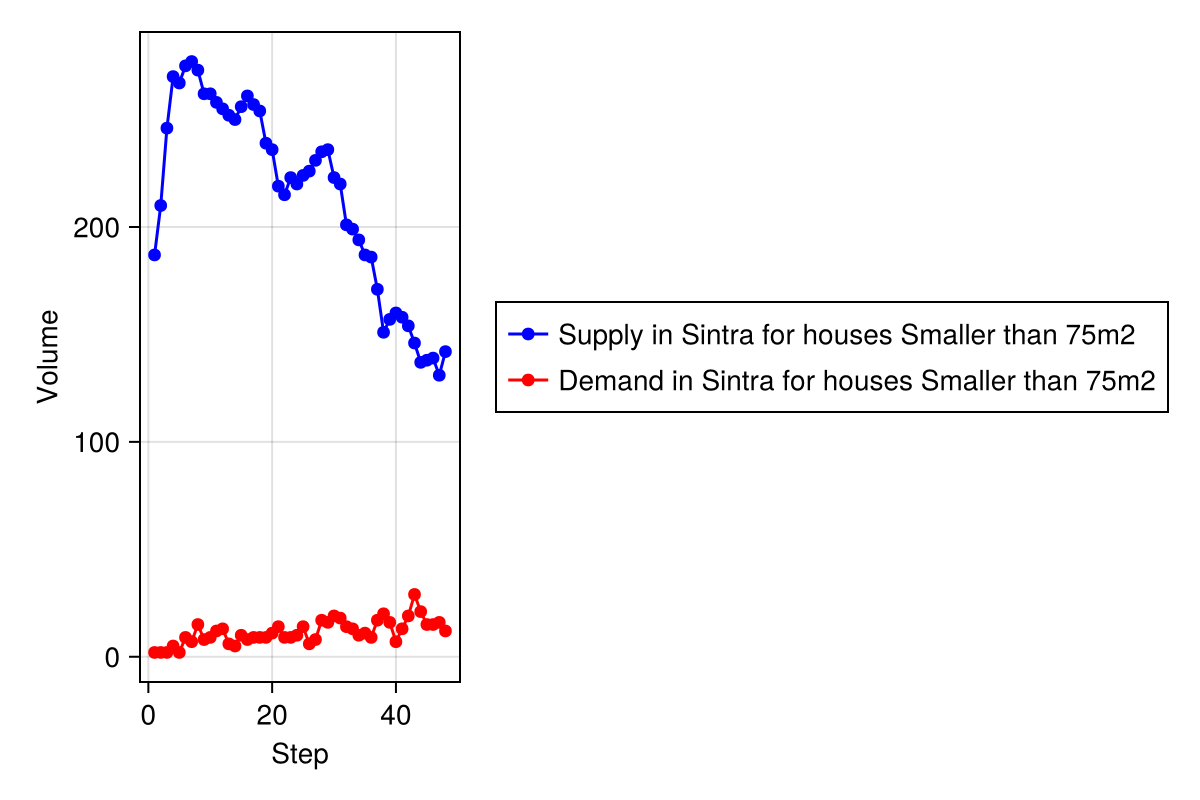 200
100
0
Volume
0 20 40
Step
Supply in Sintra for houses Smaller than 75m2
Demand in Sintra for houses Smaller than 75m2